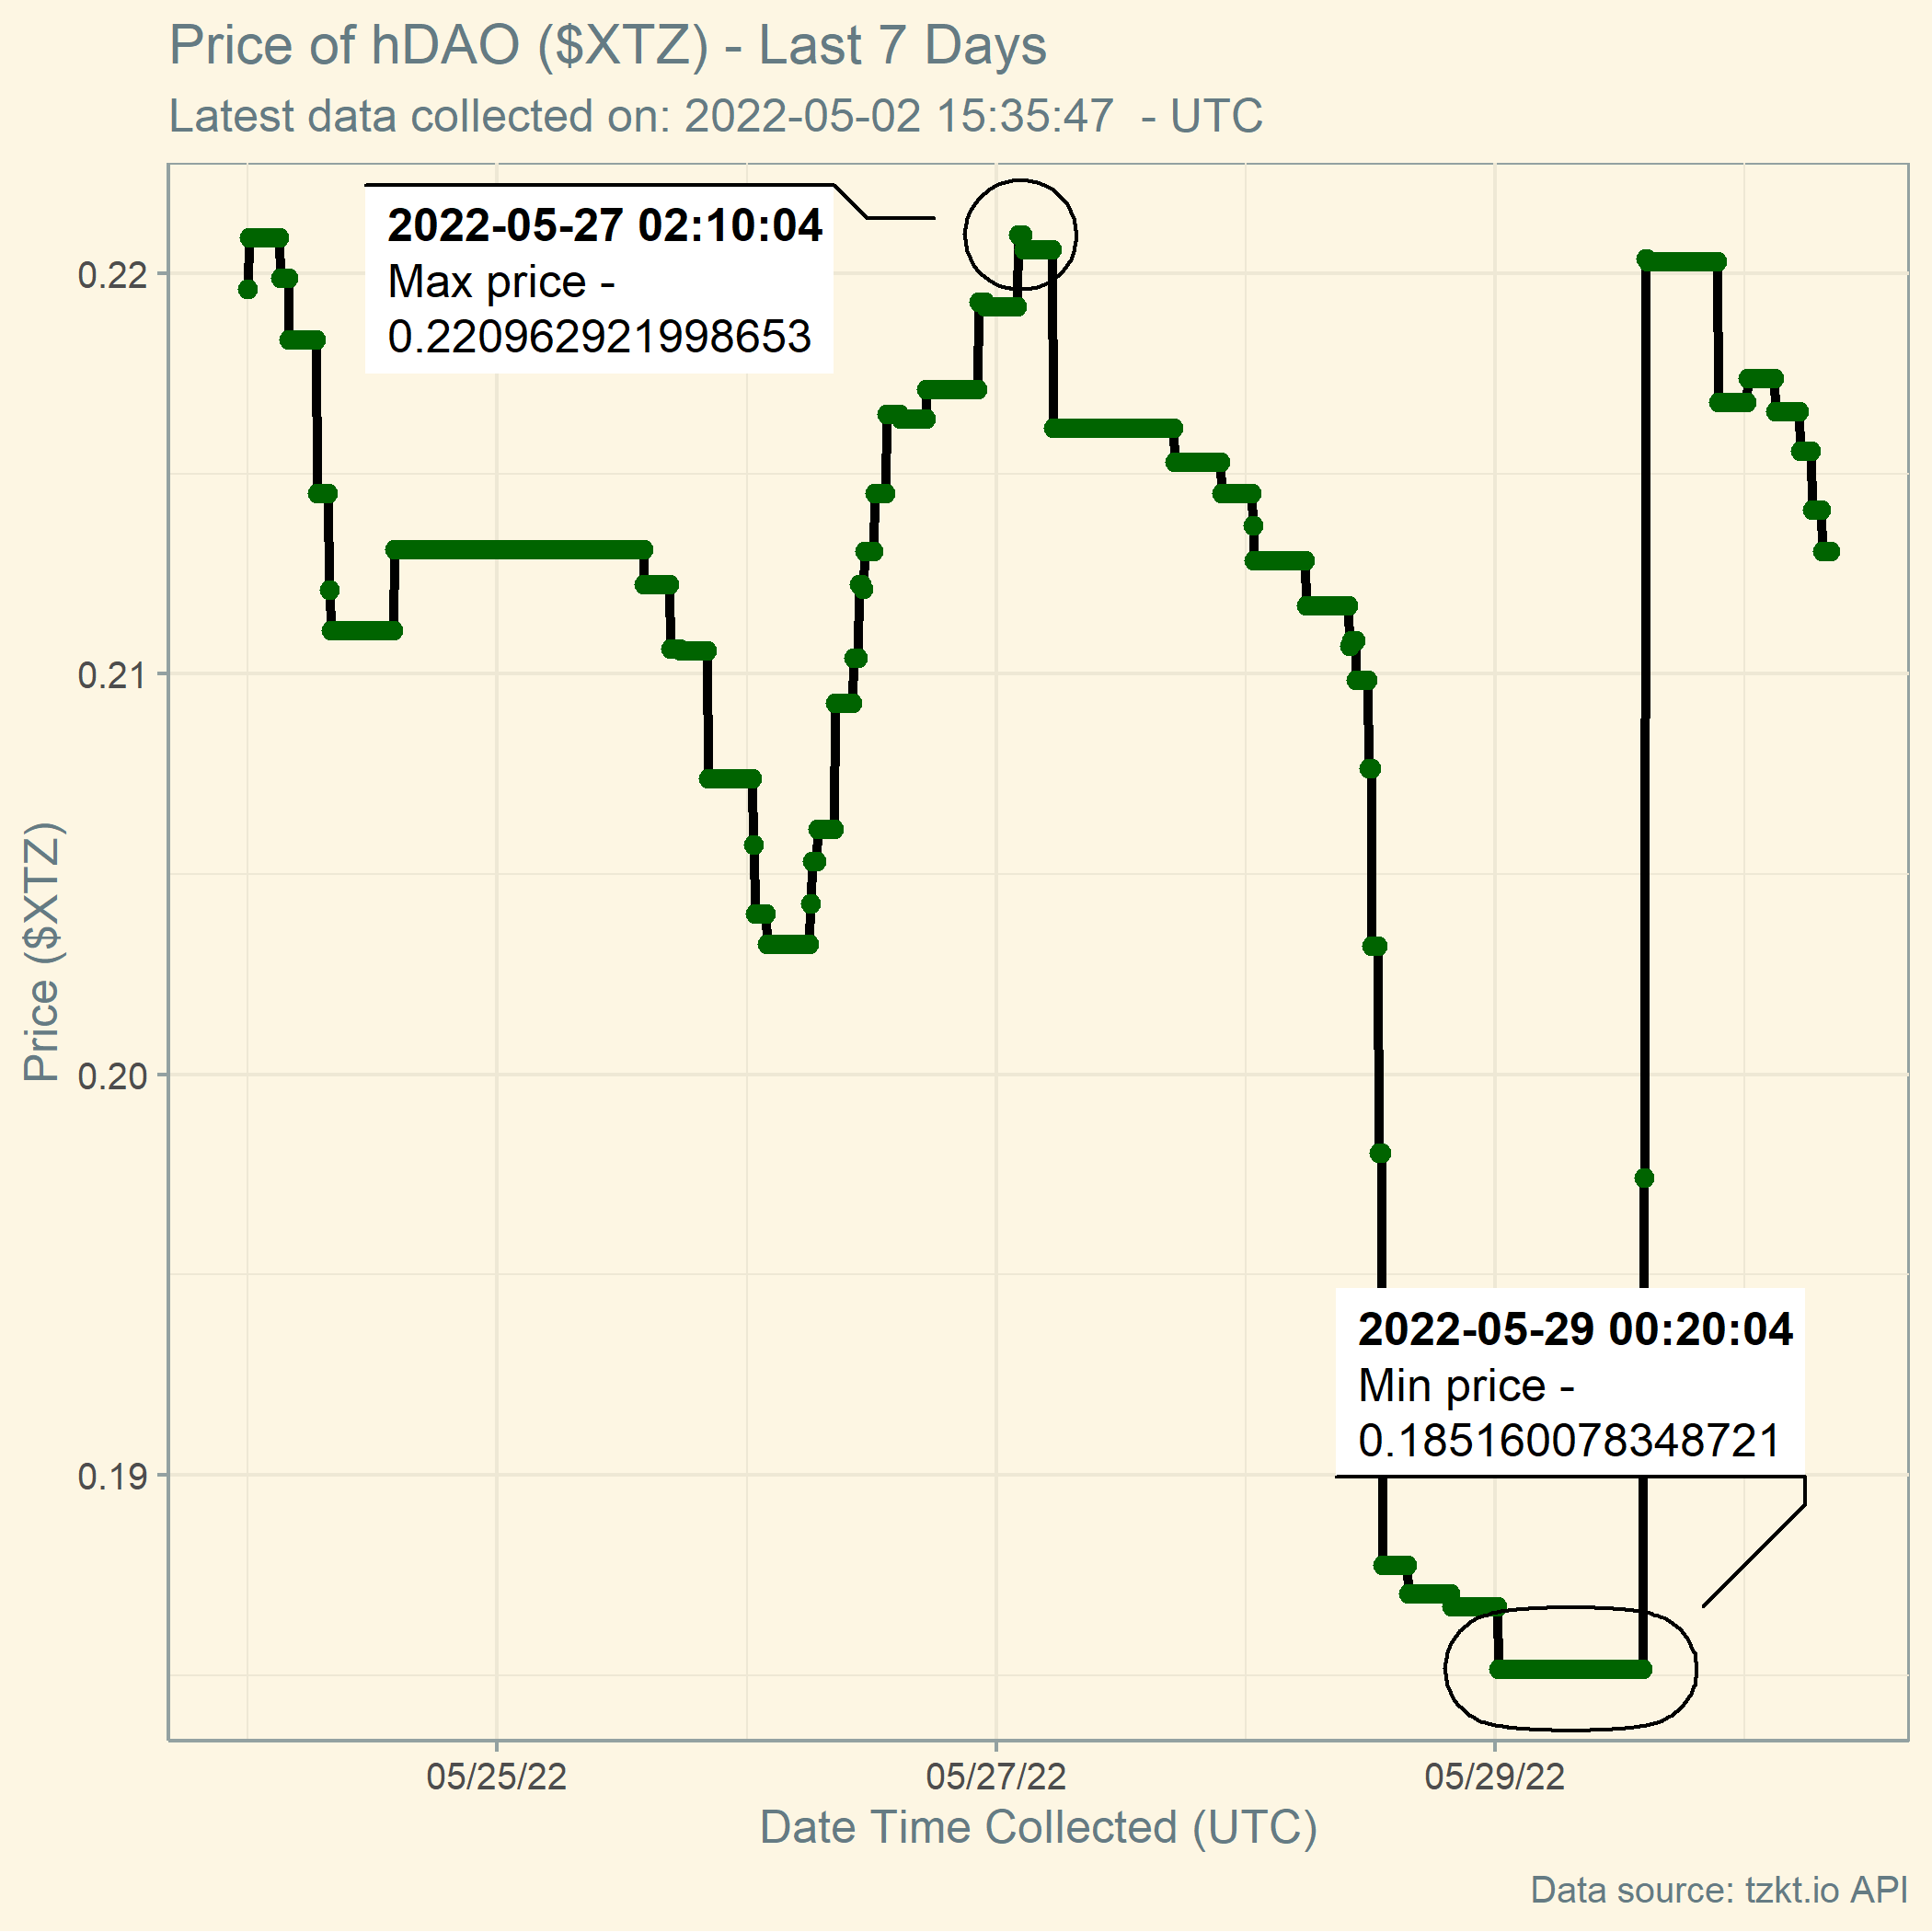 Price of hDAO ($XTZ) - Last 7 Days
Latest data collected on: 2022-05-02 15:35:47  - UTC
2022-05-27 02:10:04
Max price -
0.220962921998653
0.22
0.21
0.20
0.19
Price ($XTZ)
2022-05-29 00:20:04
Min price -
0.185160078348721
05/25/22
05/27/22
05/29/22
Date Time Collected (UTC)
Data source: tzkt.io API